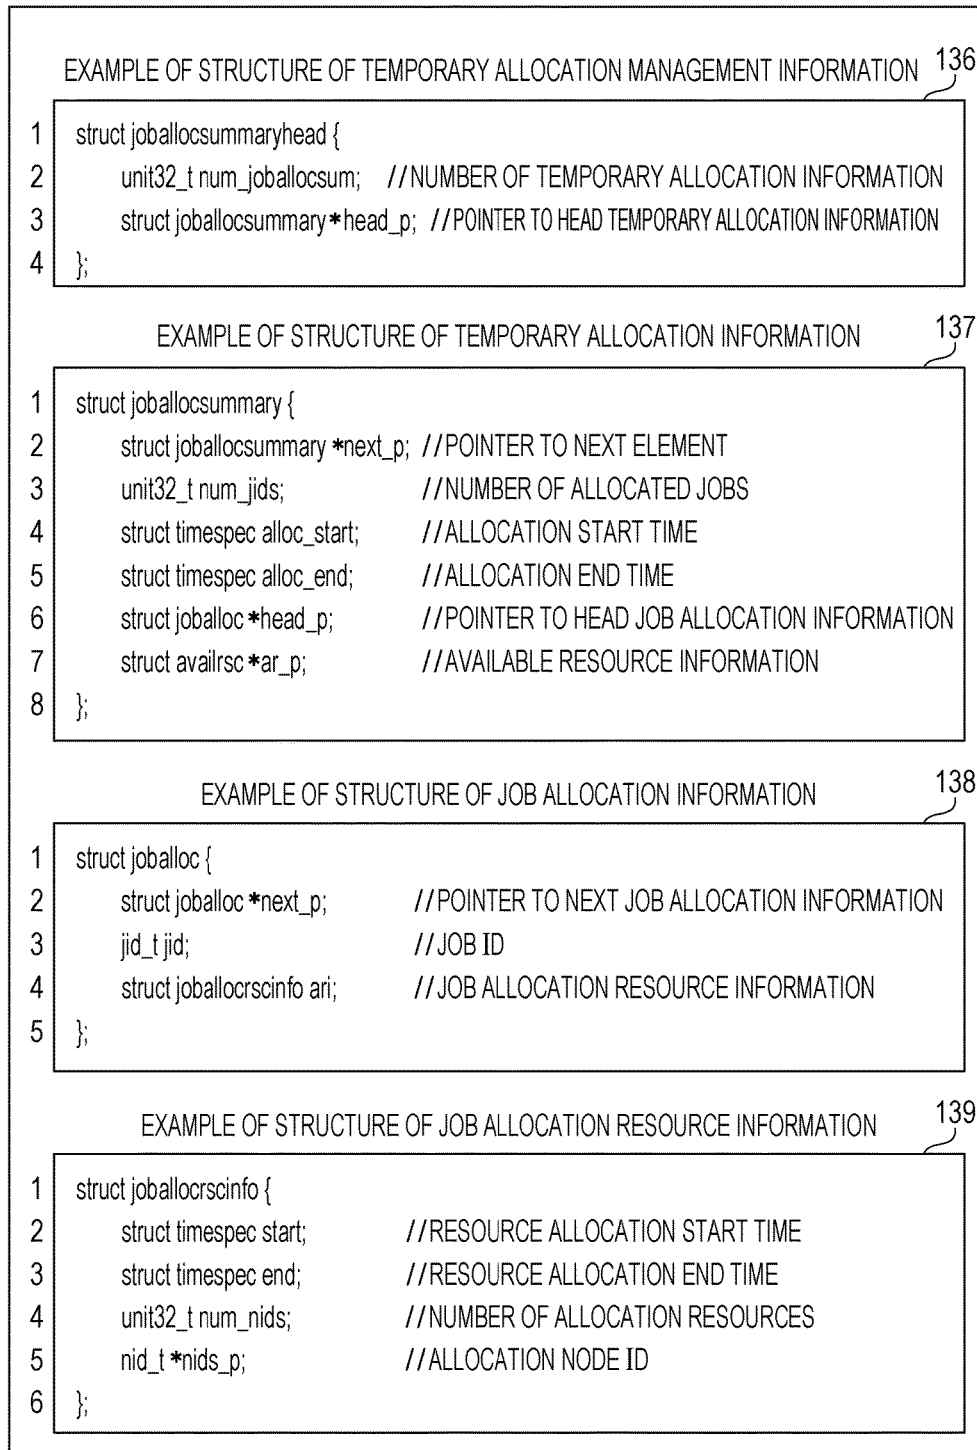 EXAMPLE OF STRUCTURE OF TEMPORARY ALLOCATION MANAGEMENT INFORMATION 136
1 struct joballocsummaryhead {
2 unit32_t num_joballocsum; //NUMBER OF TEMPORARY ALLOCATION INFORMATION
3 struct joballocsummary*head_p; //POINTER TO HEAD TEMPORARY ALLOCATION INFORMATION
4 };
EXAMPLE OF STRUCTURE OF TEMPORARY ALLOCATION INFORMATION 137
1 struct joballocsummary {
2 struct joballocsummary *next_p; //POINTER TO NEXT ELEMENT
3 unit32_t num_jids; //NUMBER OF ALLOCATED JOBS
4 struct timespec alloc_start; //ALLOCATION START TIME
5 struct timespec alloc_end; //ALLOCATION END TIME
6 struct joballoc *head_p; //POINTER TO HEAD JOB ALLOCATION INFORMATION
7 struct availrsc *ar_p; //AVAILABLE RESOURCE INFORMATION
8 };
EXAMPLE OF STRUCTURE OF JOB ALLOCATION INFORMATION 138
1 struct joballoc {
2 struct joballoc *next_p; //POINTER TO NEXT JOB ALLOCATION INFORMATION
3 jid_t jid; //JOB ID
4 struct joballocrscinfo ari; //JOB ALLOCATION RESOURCE INFORMATION
5 };
EXAMPLE OF STRUCTURE OF JOB ALLOCATION RESOURCE INFORMATION 139
1 struct joballocrscinfo {
2 struct timespec start; //RESOURCE ALLOCATION START TIME
3 struct timespec end; //RESOURCE ALLOCATION END TIME
4 unit32_t num_nids; //NUMBER OF ALLOCATION RESOURCES
5 nid_t *nids_p; //ALLOCATION NODE ID
6 };